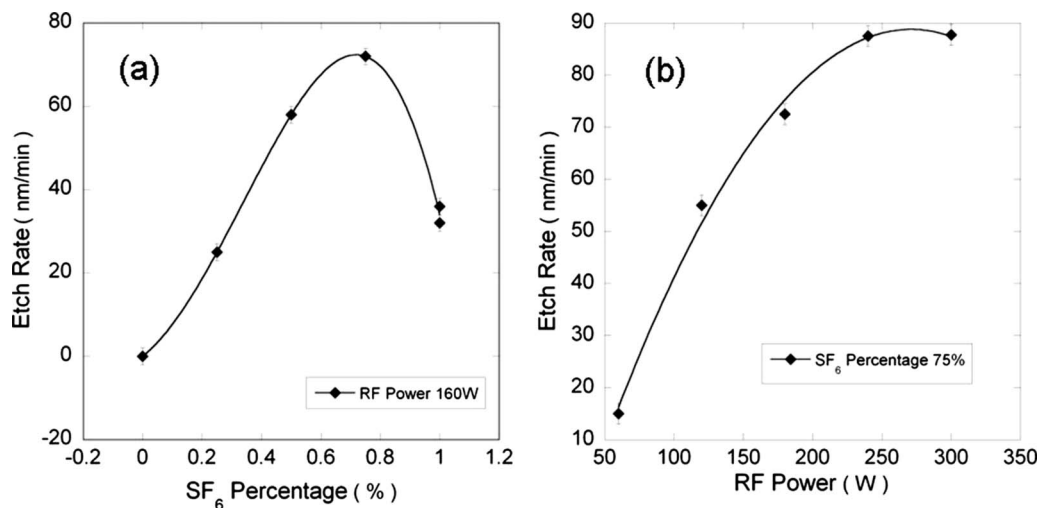 (a)
Etch Rate ( nm/min )
80
60
40
20
0
-20
-0.2 0 0.2 0.4 0.6 0.8 1 1.2
SF₆ Percentage ( % )
RF Power 160W
(b)
Etch Rate ( nm/min )
90
80
70
60
50
40
30
20
10
50 100 150 200 250 300 350
RF Power ( W )
SF₆ Percentage 75%